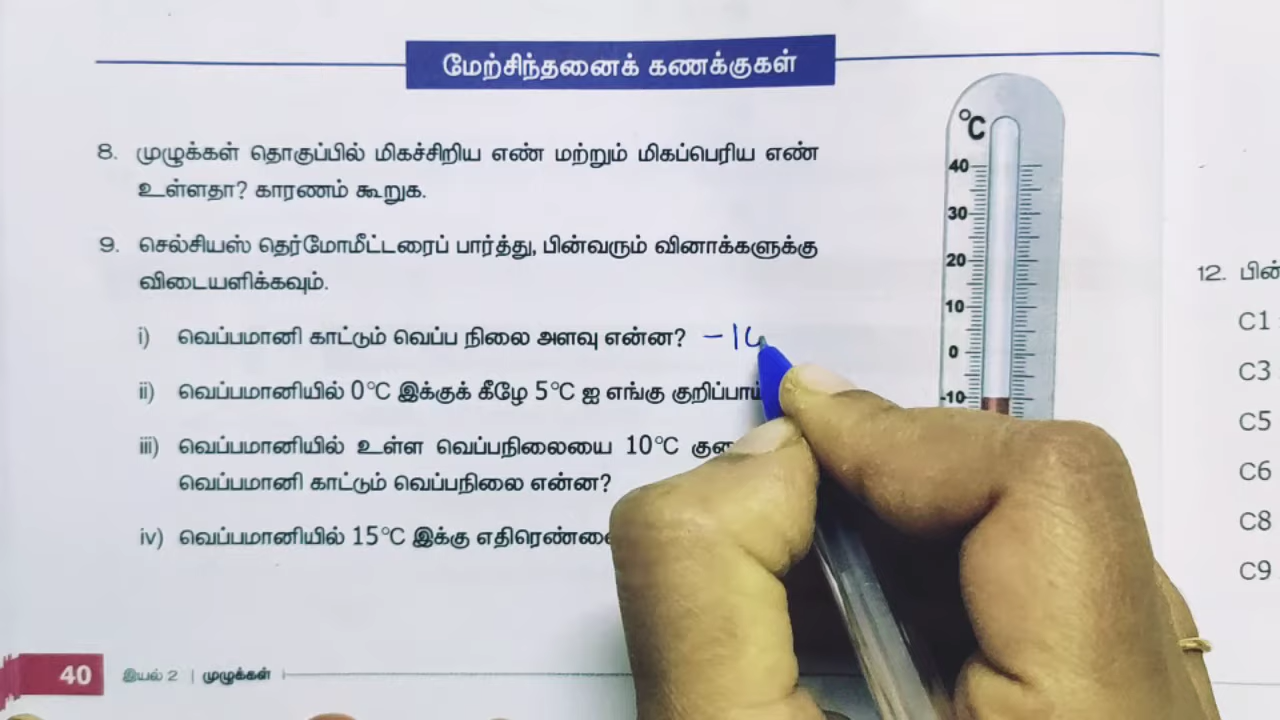 மேற்சிந்தனைக் கணக்குகள்
8. முழுக்கள் தொகுப்பில் மிகச்சிறிய எண் மற்றும் மிகப்பெரிய எண்
உள்ளதா? காரணம் கூறுக.
9. செல்சியஸ் தெர்மோமீட்டரைப் பார்த்து, பின்வரும் வினாக்களுக்கு
விடையளிக்கவும்.
i) வெப்பமானி காட்டும் வெப்ப நிலை அளவு என்ன? -10
ii) வெப்பமானியில் 0°C இக்குக் கீழே 5°C ஐ எங்கு
iii) வெப்பமானியில் உள்ள வெப்பநிலையை 10°C
வெப்பமானி காட்டும் வெப்பநிலை என்ன?
iv) வெப்பமானியில் 15°C இக்கு
40 இயல் 2 | முழுக்கள்
°C
40
30
20
10
0
-10
12.
C1
C3
C5
C6
C8
C9